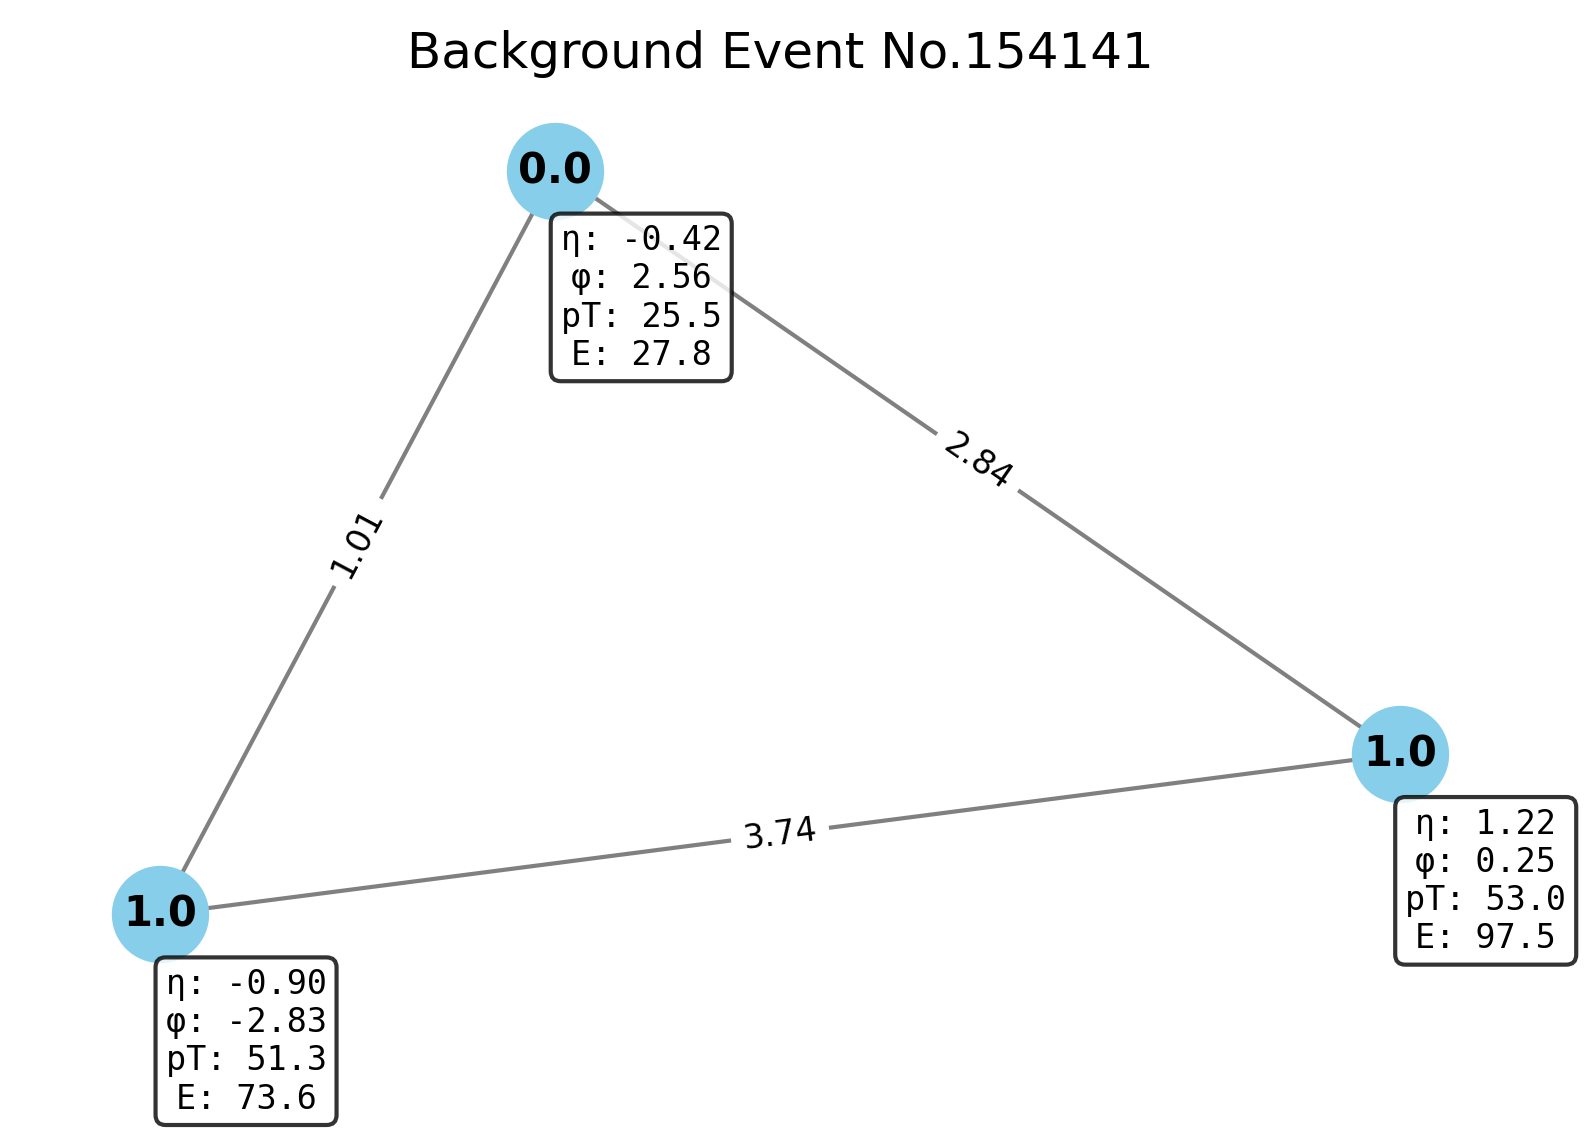 Background Event No.154141
0.0
η: -0.42
φ: 2.56
pT: 25.5
E: 27.8
2.84
1.01
1.0
η: 1.22
φ: 0.25
pT: 53.0
E: 97.5
3.74
1.0
η: -0.90
φ: -2.83
pT: 51.3
E: 73.6